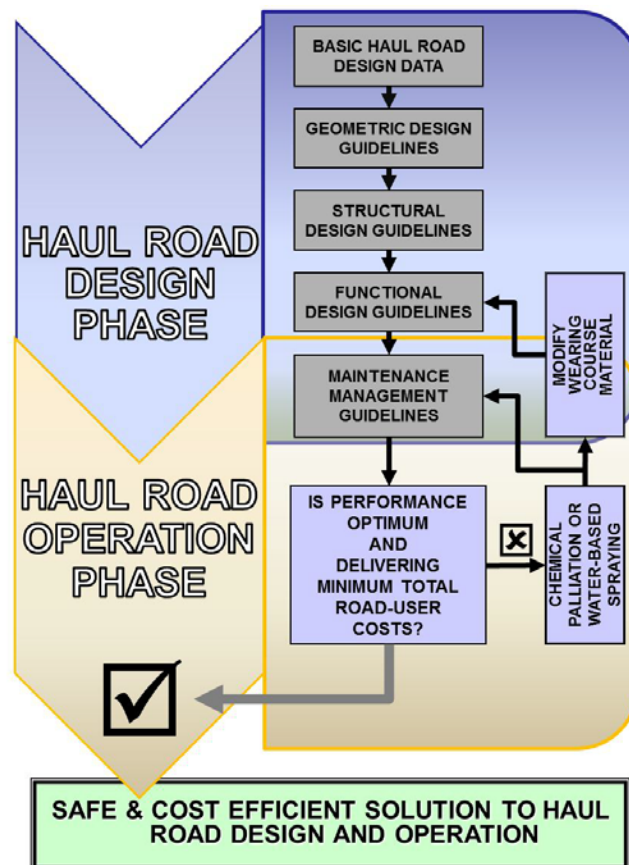 BASIC HAUL ROAD
DESIGN DATA
GEOMETRIC DESIGN
GUIDELINES
STRUCTURAL
DESIGN GUIDELINES
HAUL ROAD
DESIGN
PHASE
FUNCTIONAL
DESIGN GUIDELINES
MODIFY
WEARING
COURSE
MATERIAL
MAINTENANCE
MANAGEMENT
GUIDELINES
HAUL ROAD
OPERATION
PHASE
IS PERFORMANCE
OPTIMUM
AND
DELIVERING
MINIMUM TOTAL
ROAD-USER
COSTS?
CHEMICAL
PALLIATION OR
WATER-BASED
SPRAYING
SAFE & COST EFFICIENT SOLUTION TO HAUL
ROAD DESIGN AND OPERATION